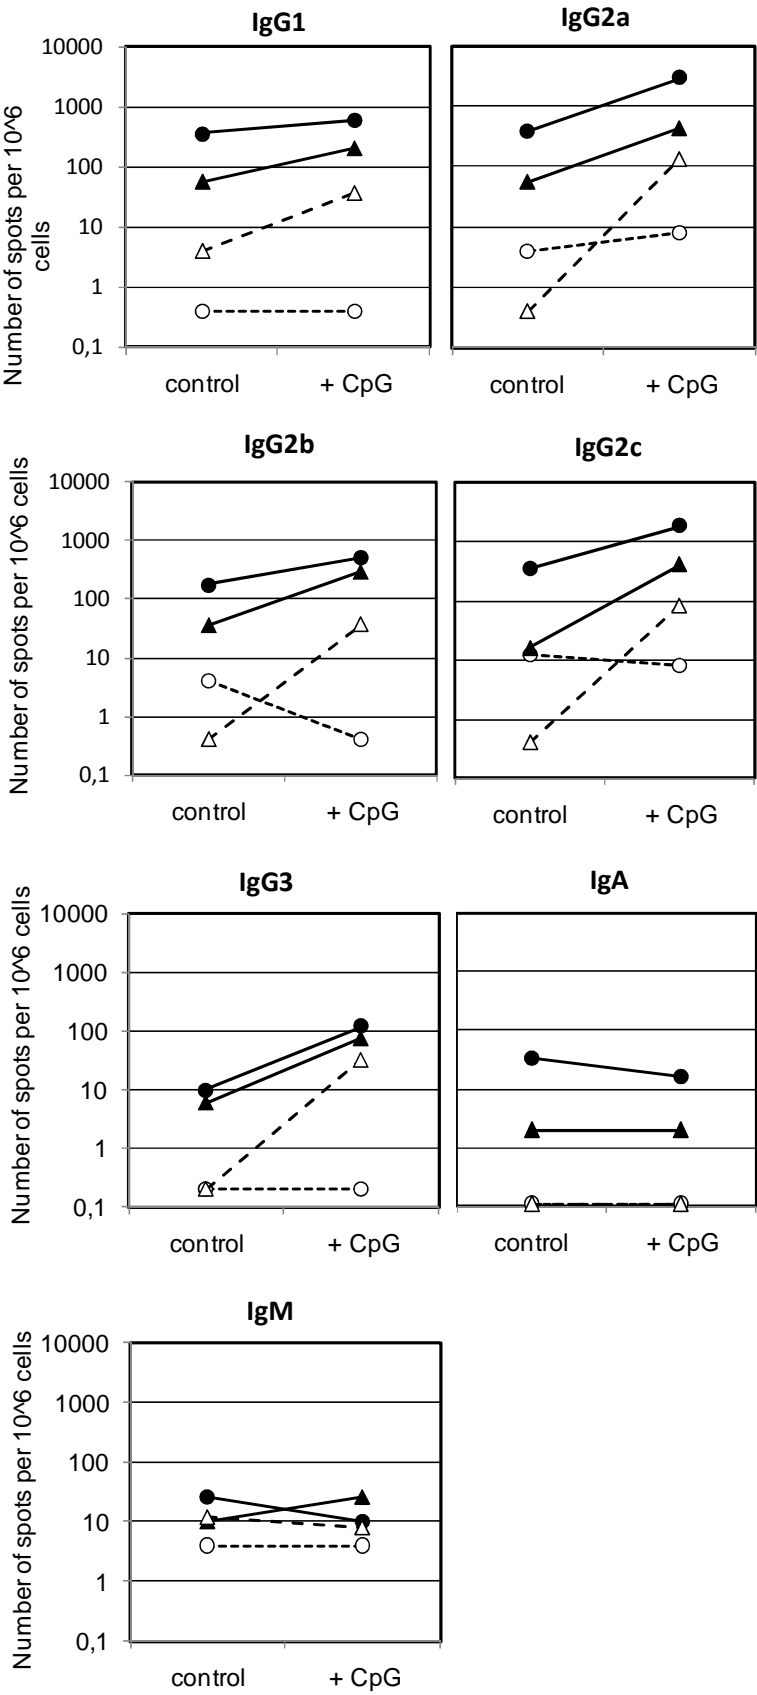 IgG1
IgG2a
Number of spots per 10^6
cells
10000
1000
100
10
1
0,1
control
+ CpG
control
+ CpG
IgG2b
IgG2c
Number of spots per 10^6 cells
10000
1000
100
10
1
0,1
control
+ CpG
control
+ CpG
IgG3
IgA
Number of spots per 10^6 cells
10000
1000
100
10
1
0,1
control
+ CpG
control
+ CpG
IgM
Number of spots per 10^6 cells
10000
1000
100
10
1
0,1
control
+ CpG